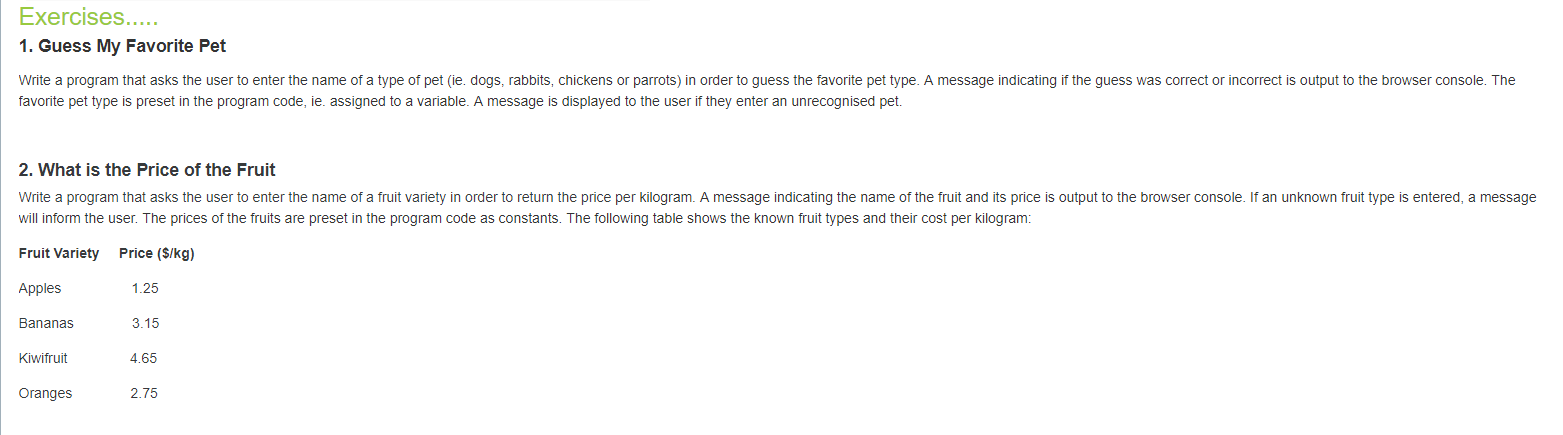 Exercises.....
1. Guess My Favorite Pet
Write a program that asks the user to enter the name of a type of pet (ie. dogs, rabbits, chickens or parrots) in order to guess the favorite pet type. A message indicating if the guess was correct or incorrect is output to the browser console. The
favorite pet type is preset in the program code, ie. assigned to a variable. A message is displayed to the user if they enter an unrecognised pet.
2. What is the Price of the Fruit
Write a program that asks the user to enter the name of a fruit variety in order to return the price per kilogram. A message indicating the name of the fruit and its price is output to the browser console. If an unknown fruit type is entered, a message
will inform the user. The prices of the fruits are preset in the program code as constants. The following table shows the known fruit types and their cost per kilogram:
Fruit Variety Price ($/kg)
Apples 1.25
Bananas 3.15
Kiwifruit 4.65
Oranges 2.75